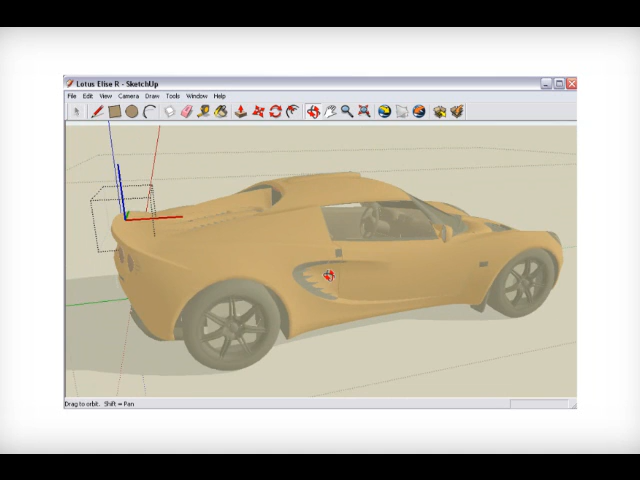 Lotus Elise R - SketchUp
File Edit View Camera Draw Tools Window Help
Drag to orbit. Shift = Pan